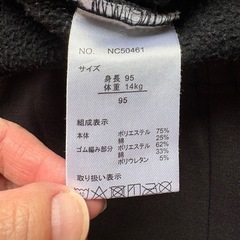 NO. NC50461
サイズ
身長 95
体重 14kg
95
組成表示
本体 ポリエステル 75%
綿 25%
ゴム編み部分 ポリエステル 62%
綿 33%
ポリウレタン 5%
取り扱い表示